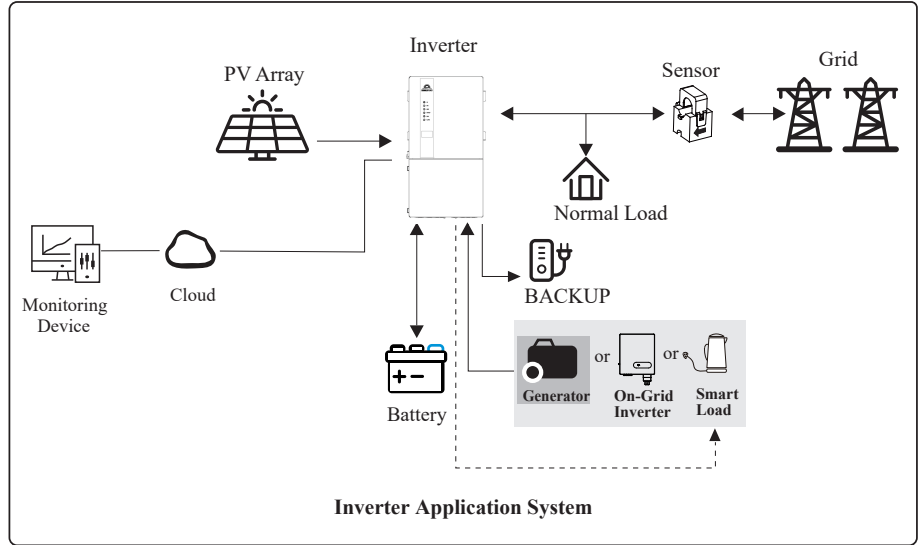 Inverter
PV Array
Sensor
Grid
Normal Load
Monitoring
Device
Cloud
BACKUP
Battery
Generator
or
On-Grid
Inverter
or
Smart
Load
Inverter Application System